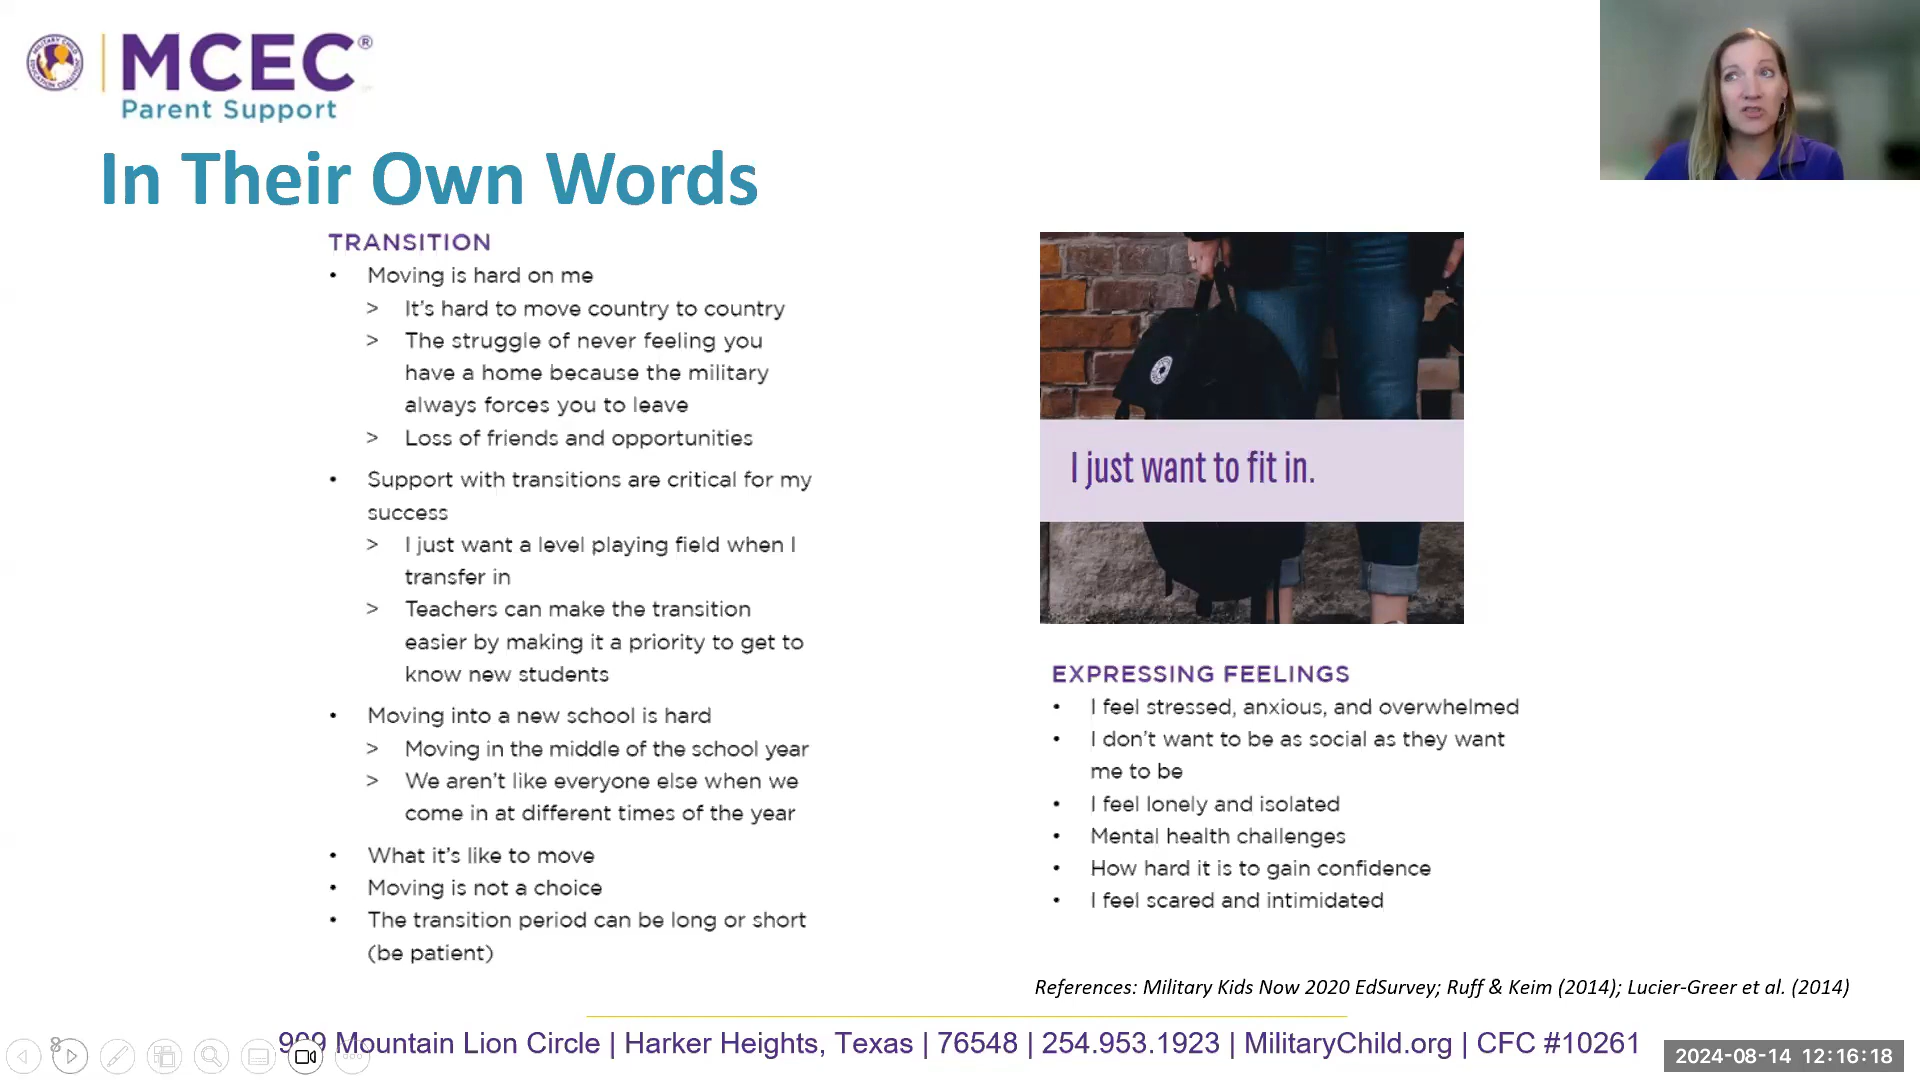 MCEC®
Parent Support
In Their Own Words
TRANSITION
• Moving is hard on me
> It's hard to move country to country
> The struggle of never feeling you
have a home because the military
always forces you to leave
> Loss of friends and opportunities
• Support with transitions are critical for my
success
> I just want a level playing field when I
transfer in
> Teachers can make the transition
easier by making it a priority to get to
know new students
• Moving into a new school is hard
> Moving in the middle of the school year
> We aren't like everyone else when we
come in at different times of the year
• What it's like to move
• Moving is not a choice
• The transition period can be long or short
(be patient)
I just want to fit in.
EXPRESSING FEELINGS
• I feel stressed, anxious, and overwhelmed
• I don't want to be as social as they want
me to be
• I feel lonely and isolated
• Mental health challenges
• How hard it is to gain confidence
• I feel scared and intimidated
References: Military Kids Now 2020 EdSurvey; Ruff & Keim (2014); Lucier-Greer et al. (2014)
8
909 Mountain Lion Circle | Harker Heights, Texas | 76548 | 254.953.1923 | MilitaryChild.org | CFC #10261
2024-08-14 12:16:18